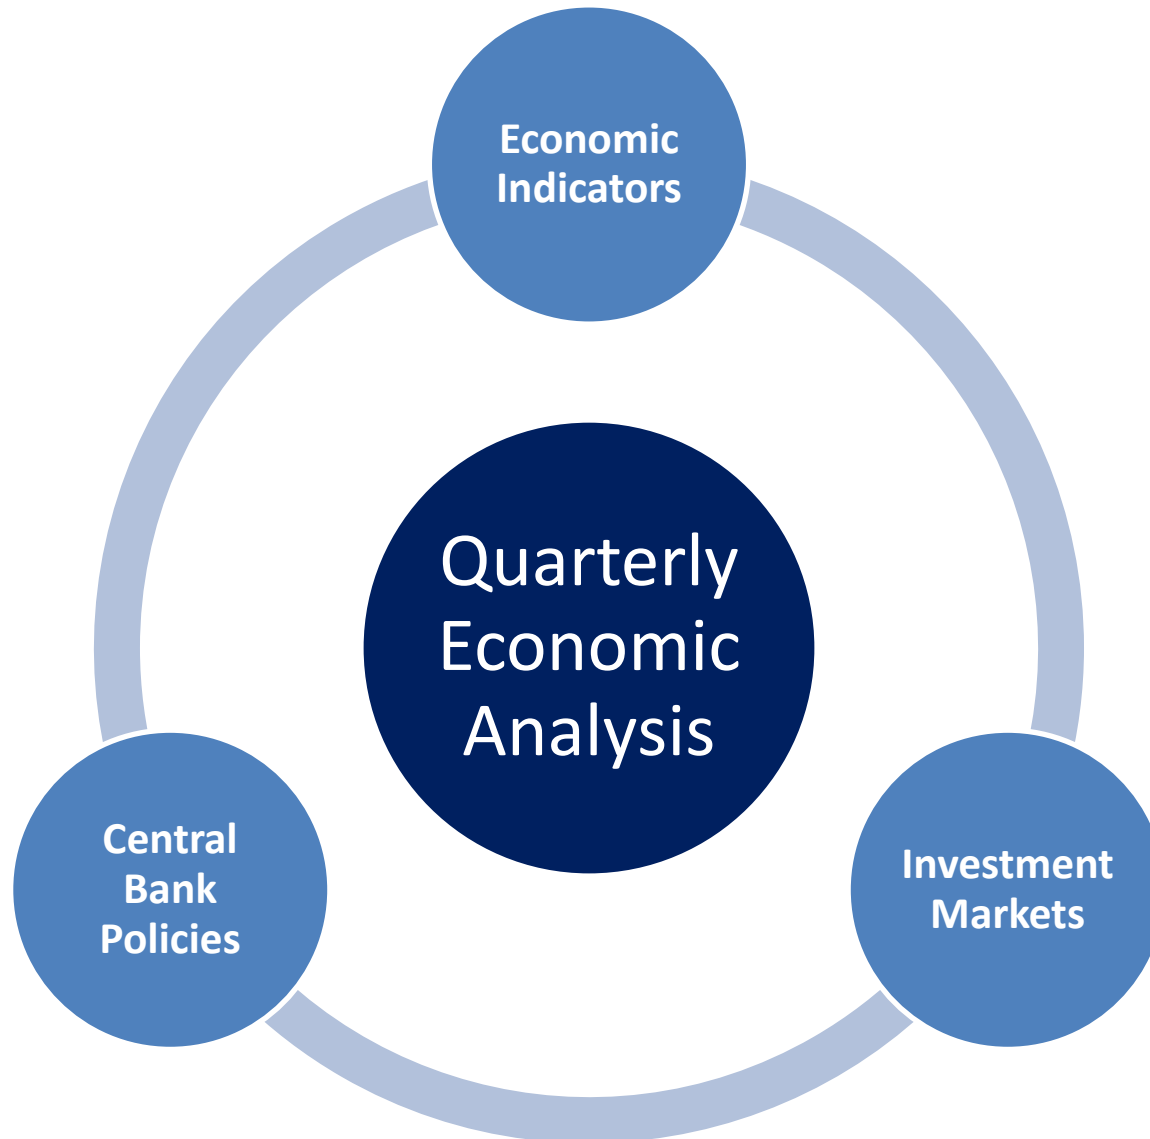 Economic
Indicators
Quarterly
Economic
Analysis
Central
Bank
Policies
Investment
Markets